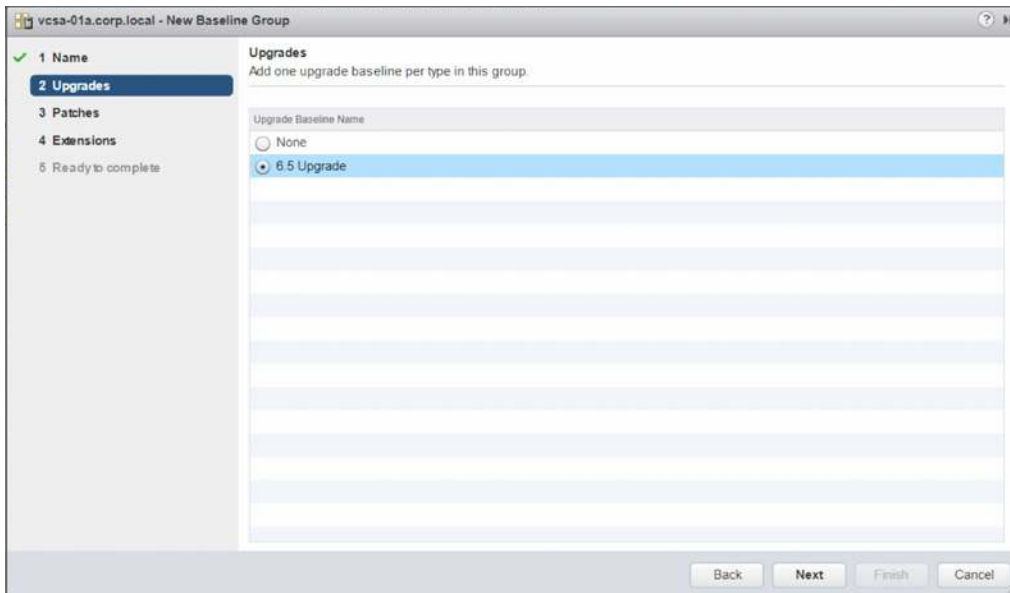 vcsa-01a.corp.local - New Baseline Group
?
1 Name
2 Upgrades
3 Patches
4 Extensions
5 Ready to complete
Upgrades
Add one upgrade baseline per type in this group.
Upgrade Baseline Name
None
6.5 Upgrade
Back Next Finish Cancel